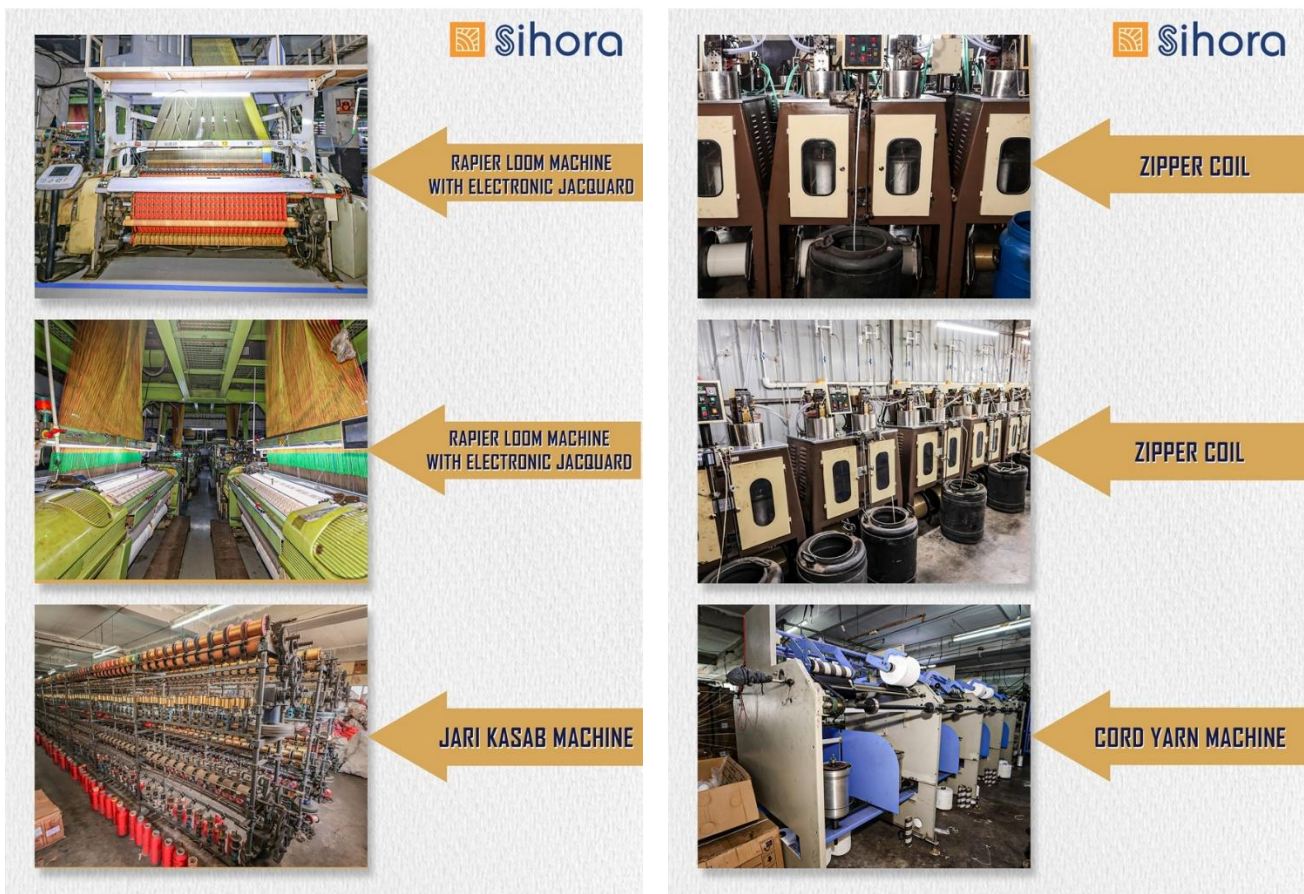 Sihora
RAPIER LOOM MACHINE
WITH ELECTRONIC JACQUARD
RAPIER LOOM MACHINE
WITH ELECTRONIC JACQUARD
JARI KASAB MACHINE
Sihora
ZIPPER COIL
ZIPPER COIL
CORD YARN MACHINE